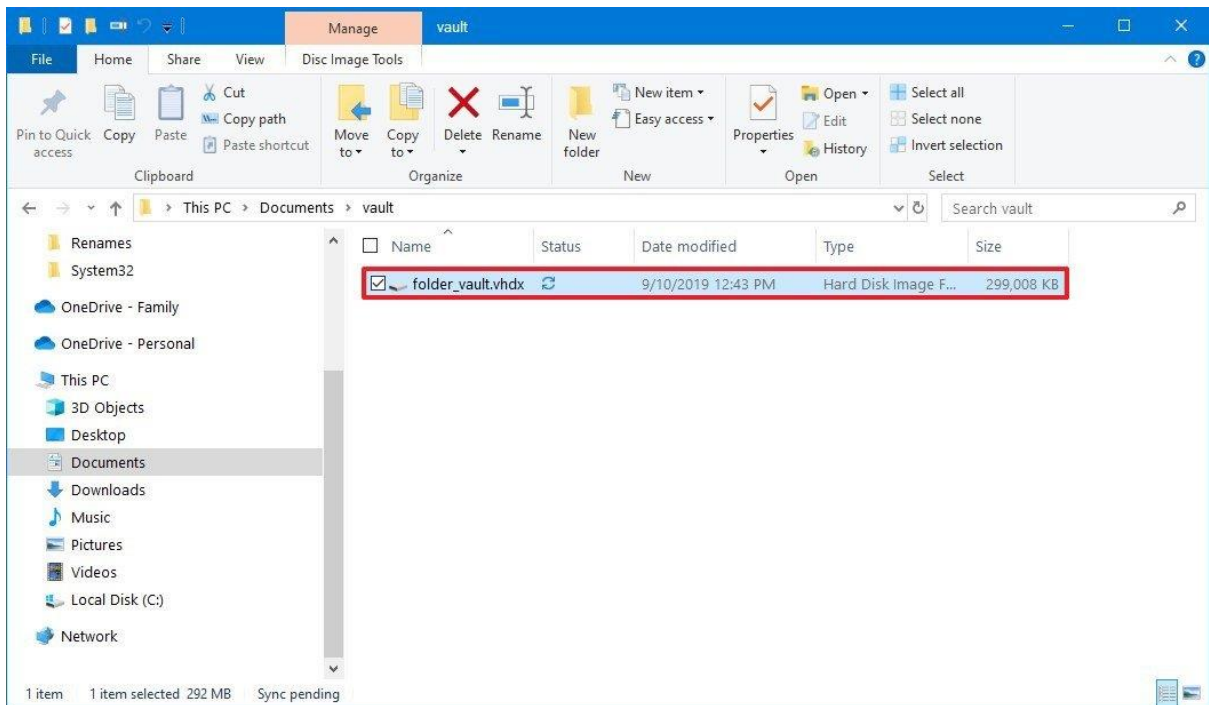 Manage vault
File Home Share View Disc Image Tools
Pin to Quick access
Copy
Paste
Cut
Copy path
Paste shortcut
Clipboard
Move to
Copy to
Delete
Rename
Organize
New folder
New item
Easy access
New
Properties
Open
Edit
History
Open
Select all
Select none
Invert selection
Select
This PC > Documents > vault
Search vault
Renames
System32
OneDrive - Family
OneDrive - Personal
This PC
3D Objects
Desktop
Documents
Downloads
Music
Pictures
Videos
Local Disk (C:)
Network
Name Status Date modified Type Size
folder_vault.vhdx 9/10/2019 12:43 PM Hard Disk Image F... 299,008 KB
1 item 1 item selected 292 MB Sync pending